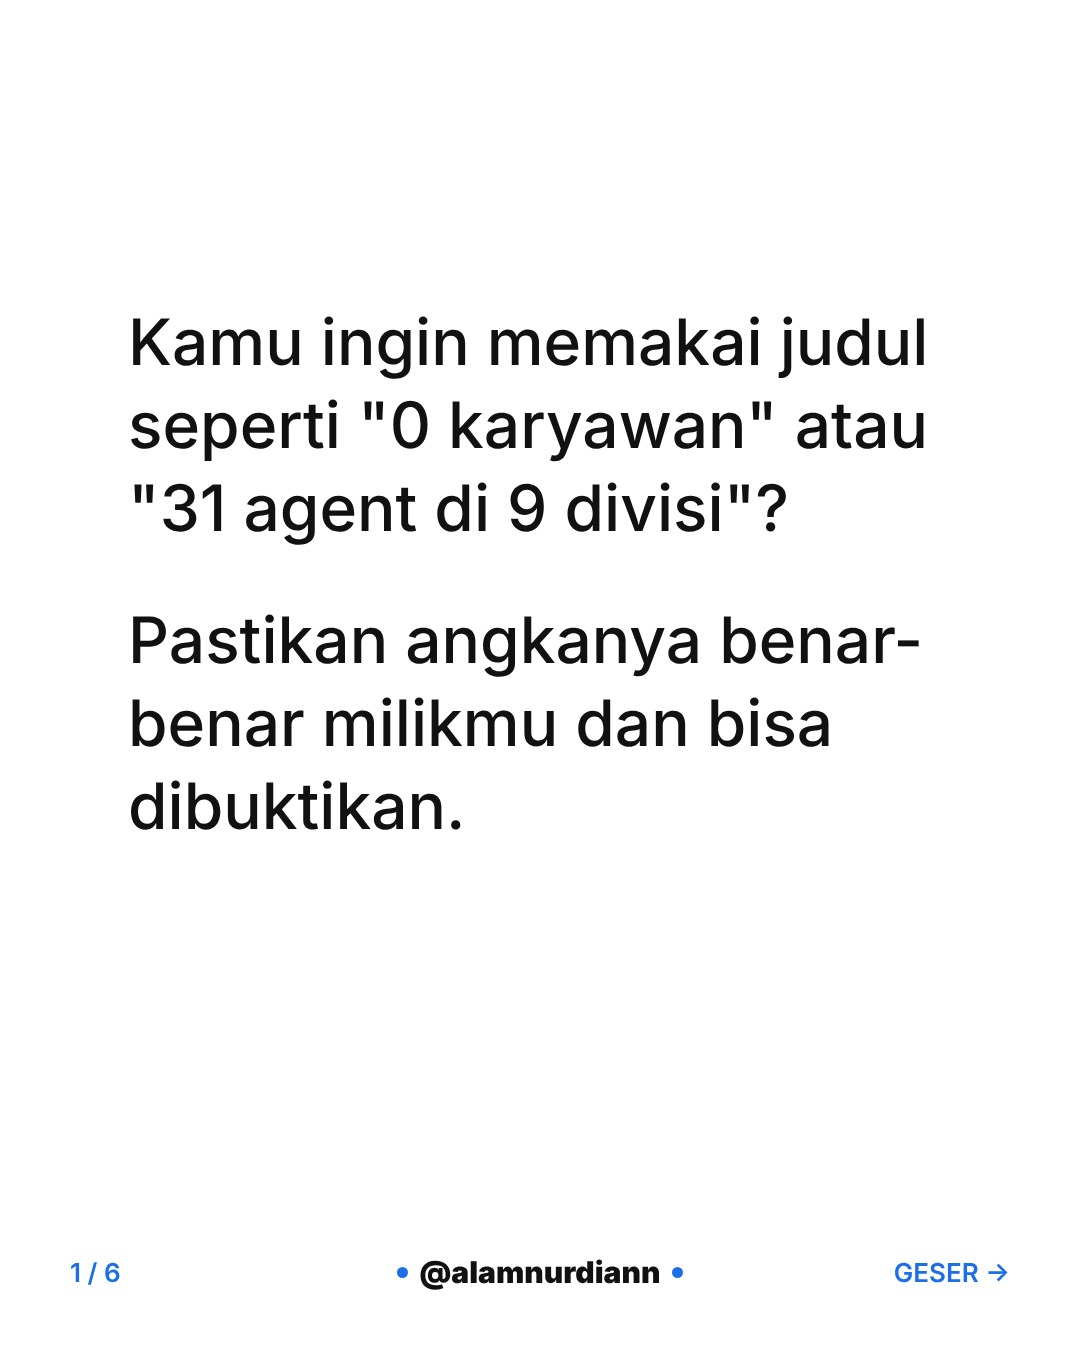 Kamu ingin memakai judul
seperti "0 karyawan" atau
"31 agent di 9 divisi"?
Pastikan angkanya benar-
benar milikmu dan bisa
dibuktikan.
1 / 6
• @alamnurdiann •
GESER →